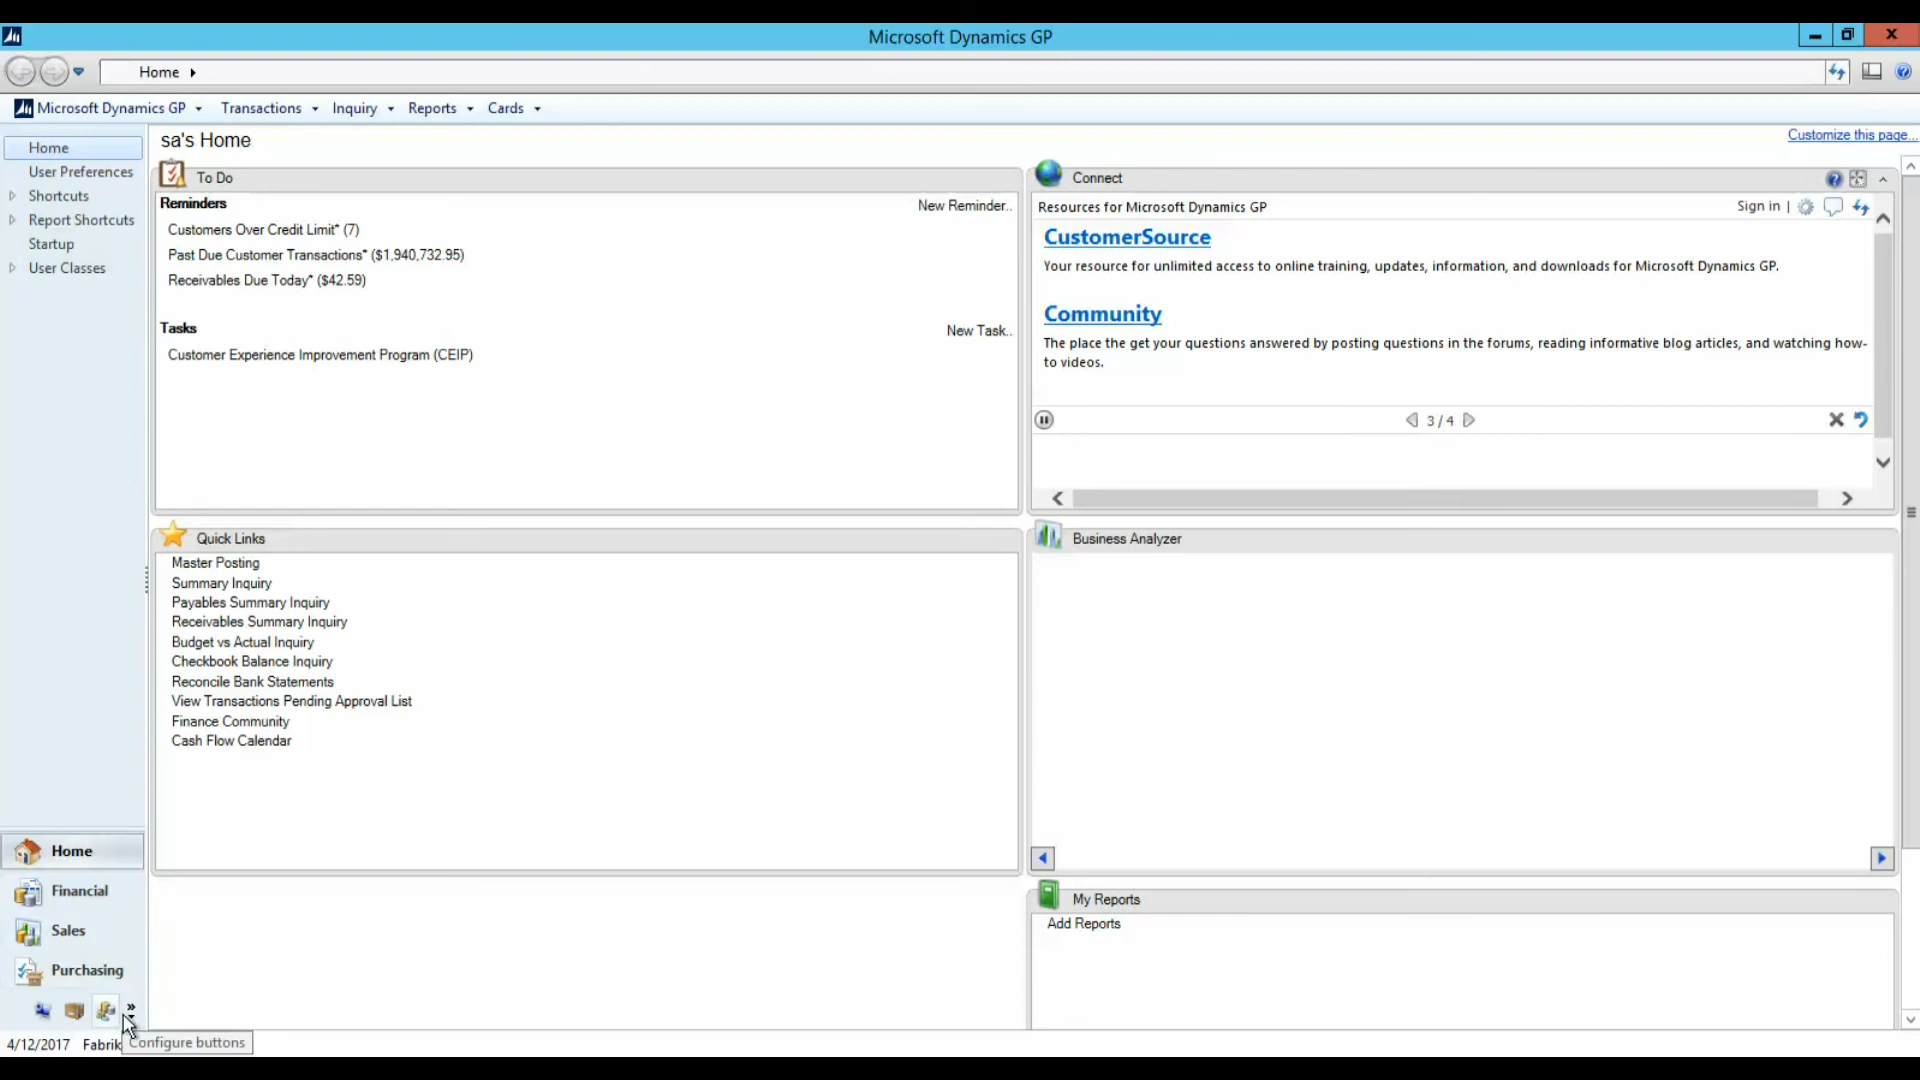 Microsoft Dynamics GP
Home
Microsoft Dynamics GP Transactions Inquiry Reports Cards
Home
User Preferences
Shortcuts
Report Shortcuts
Startup
User Classes
Home
Financial
Sales
Purchasing
»
sa's Home
Customize this page...
To Do
Reminders
New Reminder..
Customers Over Credit Limit* (7)
Past Due Customer Transactions* ($1,940,732.95)
Receivables Due Today* ($42.59)
Tasks
New Task..
Customer Experience Improvement Program (CEIP)
Quick Links
Master Posting
Summary Inquiry
Payables Summary Inquiry
Receivables Summary Inquiry
Budget vs Actual Inquiry
Checkbook Balance Inquiry
Reconcile Bank Statements
View Transactions Pending Approval List
Finance Community
Cash Flow Calendar
Connect
Resources for Microsoft Dynamics GP
Sign in |
CustomerSource
Your resource for unlimited access to online training, updates, information, and downloads for Microsoft Dynamics GP.
Community
The place the get your questions answered by posting questions in the forums, reading informative blog articles, and watching how-
to videos.
3 / 4
Business Analyzer
My Reports
Add Reports
4/12/2017 Fabrik
Configure buttons